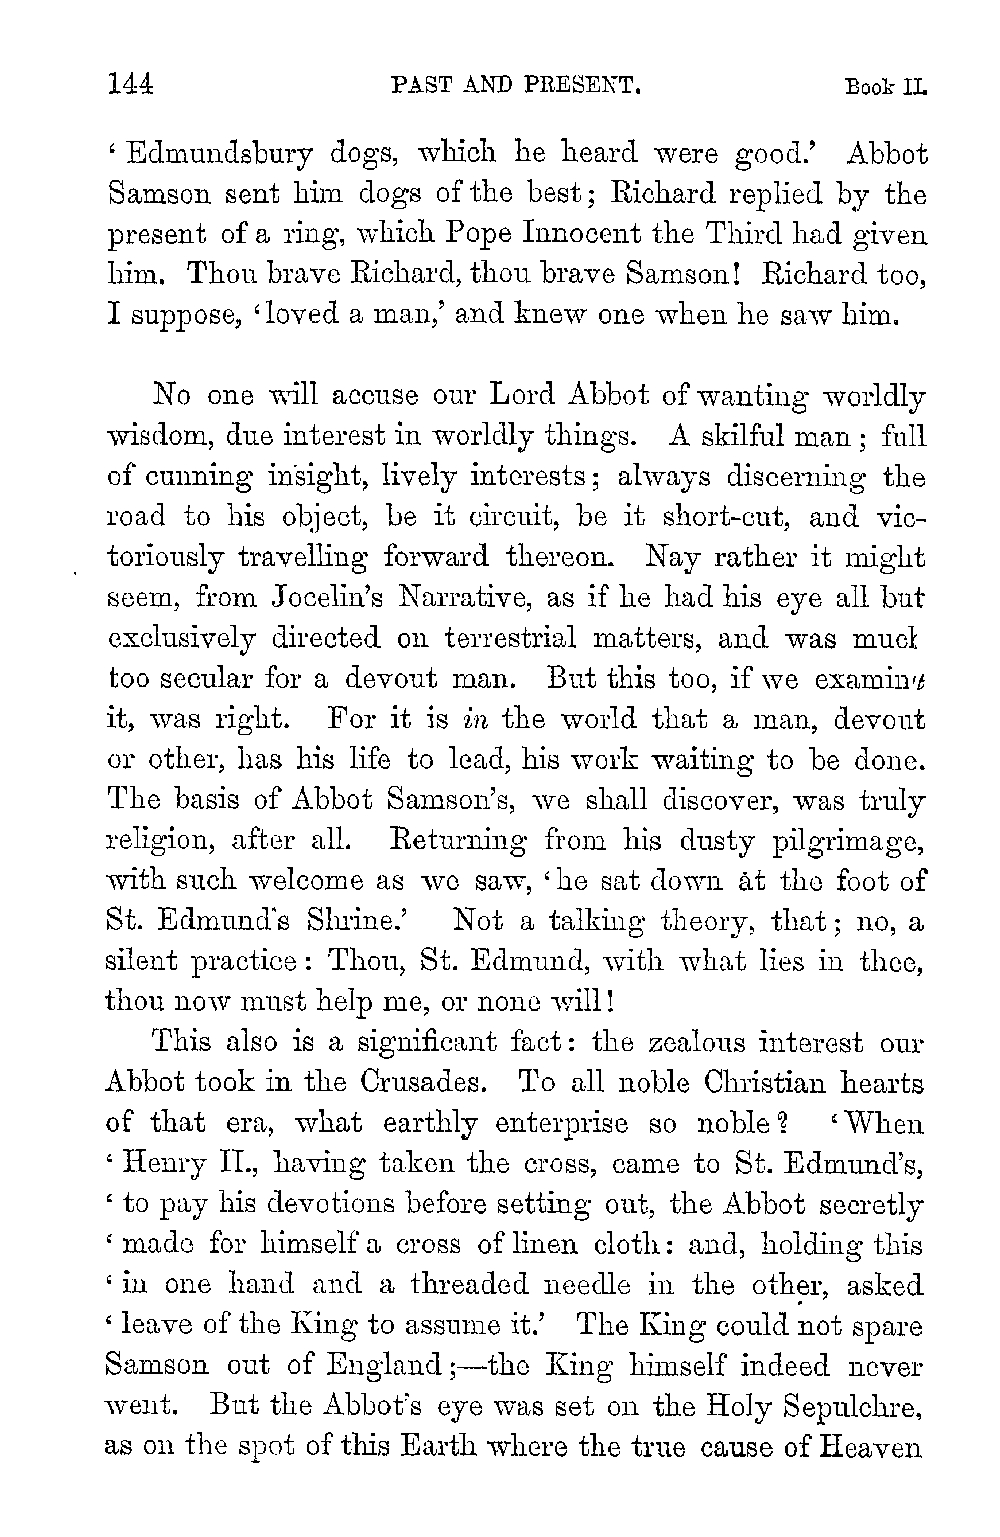 144 PAST AND PRESENT. Book II.
‘ Edmundsbury dogs, which he heard were good.’ Abbot
Samson sent him dogs of the best; Richard replied by the
present of a ring, which Pope Innocent the Third had given
him. Thou brave Richard, thou brave Samson! Richard too,
I suppose, ‘loved a man,’ and knew one when he saw him.
No one will accuse our Lord Abbot of wanting worldly
wisdom, due interest in worldly things. A skilful man; full
of cunning insight, lively interests; always discerning the
road to his object, be it circuit, be it short-cut, and vic-
toriously travelling forward thereon. Nay rather it might
seem, from Jocelin’s Narrative, as if he had his eye all but
exclusively directed on terrestrial matters, and was much
too secular for a devout man. But this too, if we examine
it, was right. For it is in the world that a man, devout
or other, has his life to lead, his work waiting to be done.
The basis of Abbot Samson’s, we shall discover, was truly
religion, after all. Returning from his dusty pilgrimage,
with such welcome as we saw, ‘he sat down at the foot of
St. Edmund’s Shrine.’ Not a talking theory, that; no, a
silent practice: Thou, St. Edmund, with what lies in thee,
thou now must help me, or none will!
This also is a significant fact: the zealous interest our
Abbot took in the Crusades. To all noble Christian hearts
of that era, what earthly enterprise so noble? ‘When
‘ Henry II., having taken the cross, came to St. Edmund’s,
‘ to pay his devotions before setting out, the Abbot secretly
‘ made for himself a cross of linen cloth: and, holding this
‘ in one hand and a threaded needle in the other, asked
‘ leave of the King to assume it.’ The King could not spare
Samson out of England;—the King himself indeed never
went. But the Abbot’s eye was set on the Holy Sepulchre,
as on the spot of this Earth where the true cause of Heaven